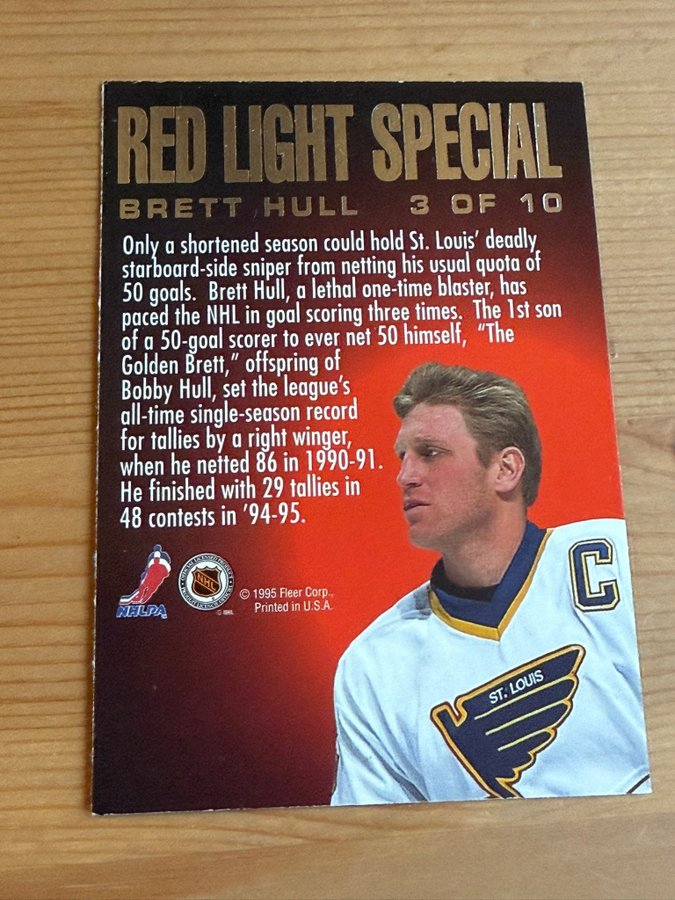 RED LIGHT SPECIAL
BRETT HULL 3 OF 10
Only a shortened season could hold St. Louis' deadly
starboard-side sniper from netting his usual quota of
50 goals. Brett Hull, a lethal one-time blaster, has
paced the NHL in goal scoring three times. The 1st son
of a 50-goal scorer to ever net 50 himself, "The
Golden Brett," offspring of
Bobby Hull, set the league's
all-time single-season record
for tallies by a right winger,
when he netted 86 in 1990-91.
He finished with 29 tallies in
48 contests in '94-95.
NHLPA
NHL
© 1995 Fleer Corp.,
Printed in U.S.A.
C
ST. LOUIS